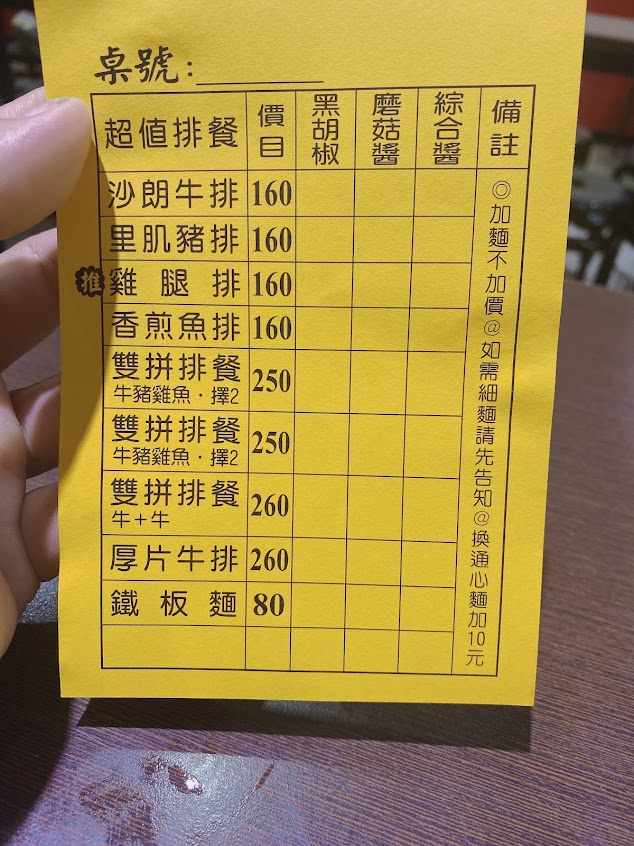 桌號:
超值排餐 價目 黑胡椒 磨菇醬 綜合醬 備註
沙朗牛排 160
里肌豬排 160
推 雞腿排 160
香煎魚排 160
雙拼排餐 250
牛豬雞魚·擇2
雙拼排餐 250
牛豬雞魚·擇2
雙拼排餐 260
牛+牛
厚片牛排 260
鐵板麵 80
◎加麵不加價@如需細麵請先告知@換通心麵加10元